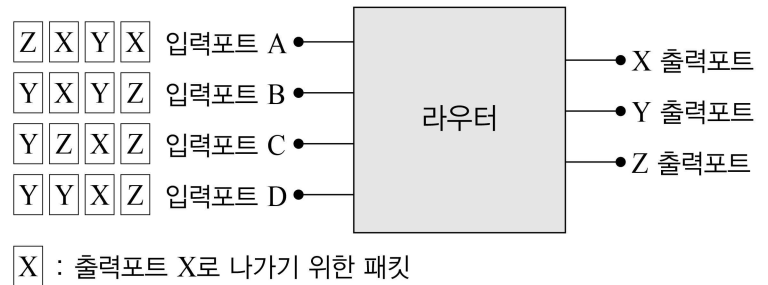 Z X Y X 입력포트 A
Y X Y Z 입력포트 B
Y Z X Z 입력포트 C
Y Y X Z 입력포트 D
라우터
X 출력포트
Y 출력포트
Z 출력포트
X : 출력포트 X로 나가기 위한 패킷